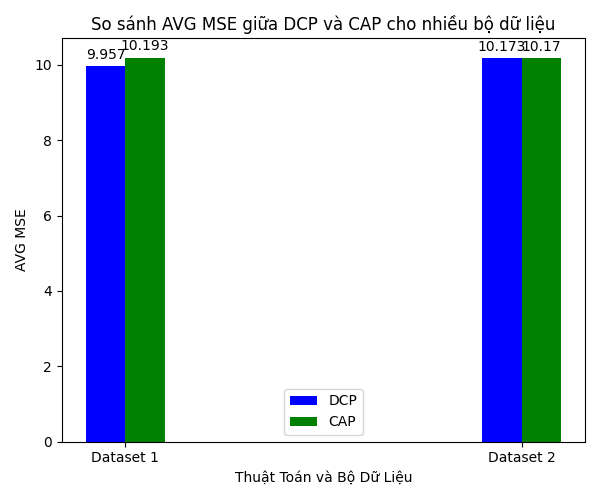 So sánh AVG MSE giữa DCP và CAP cho nhiều bộ dữ liệu
9.957
10.193
10.173
10.17
10
8
6
4
2
0
AVG MSE
DCP
CAP
Dataset 1
Dataset 2
Thuật Toán và Bộ Dữ Liệu